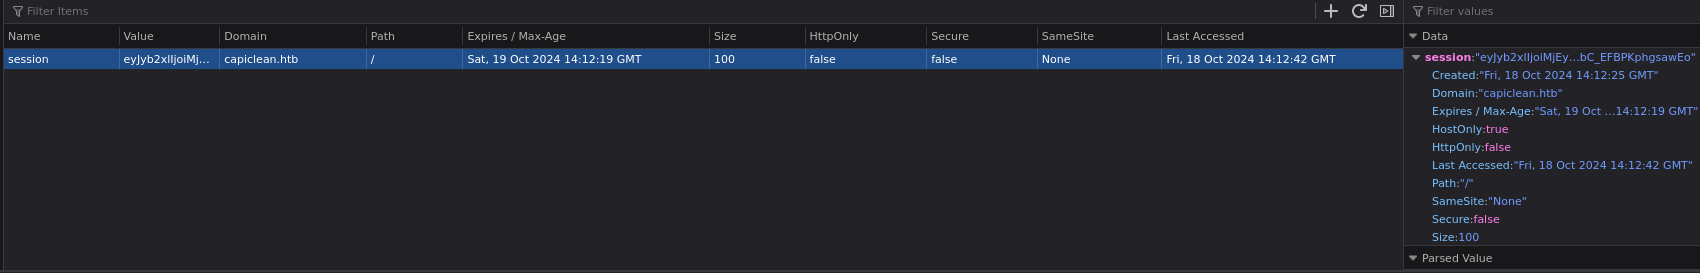 Filter Items
Filter values
Name Value Domain Path Expires / Max-Age Size HttpOnly Secure SameSite Last Accessed
session eyJyb2xlIjoiMj... capiclean.htb / Sat, 19 Oct 2024 14:12:19 GMT 100 false false None Fri, 18 Oct 2024 14:12:42 GMT
Data
session:"eyJyb2xlIjoiMjEy...bC_EFBPKphgsawEo"
Created:"Fri, 18 Oct 2024 14:12:25 GMT"
Domain:"capiclean.htb"
Expires / Max-Age:"Sat, 19 Oct ...14:12:19 GMT"
HostOnly:true
HttpOnly:false
Last Accessed:"Fri, 18 Oct 2024 14:12:42 GMT"
Path:"/"
SameSite:"None"
Secure:false
Size:100
Parsed Value